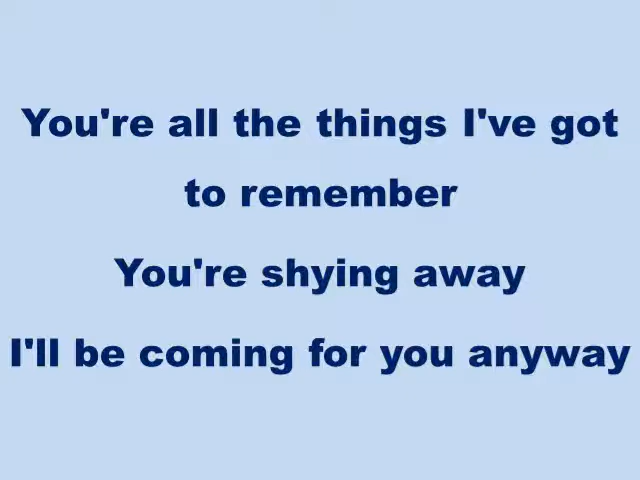 You're all the things I've got
to remember
You're shying away
I'll be coming for you anyway